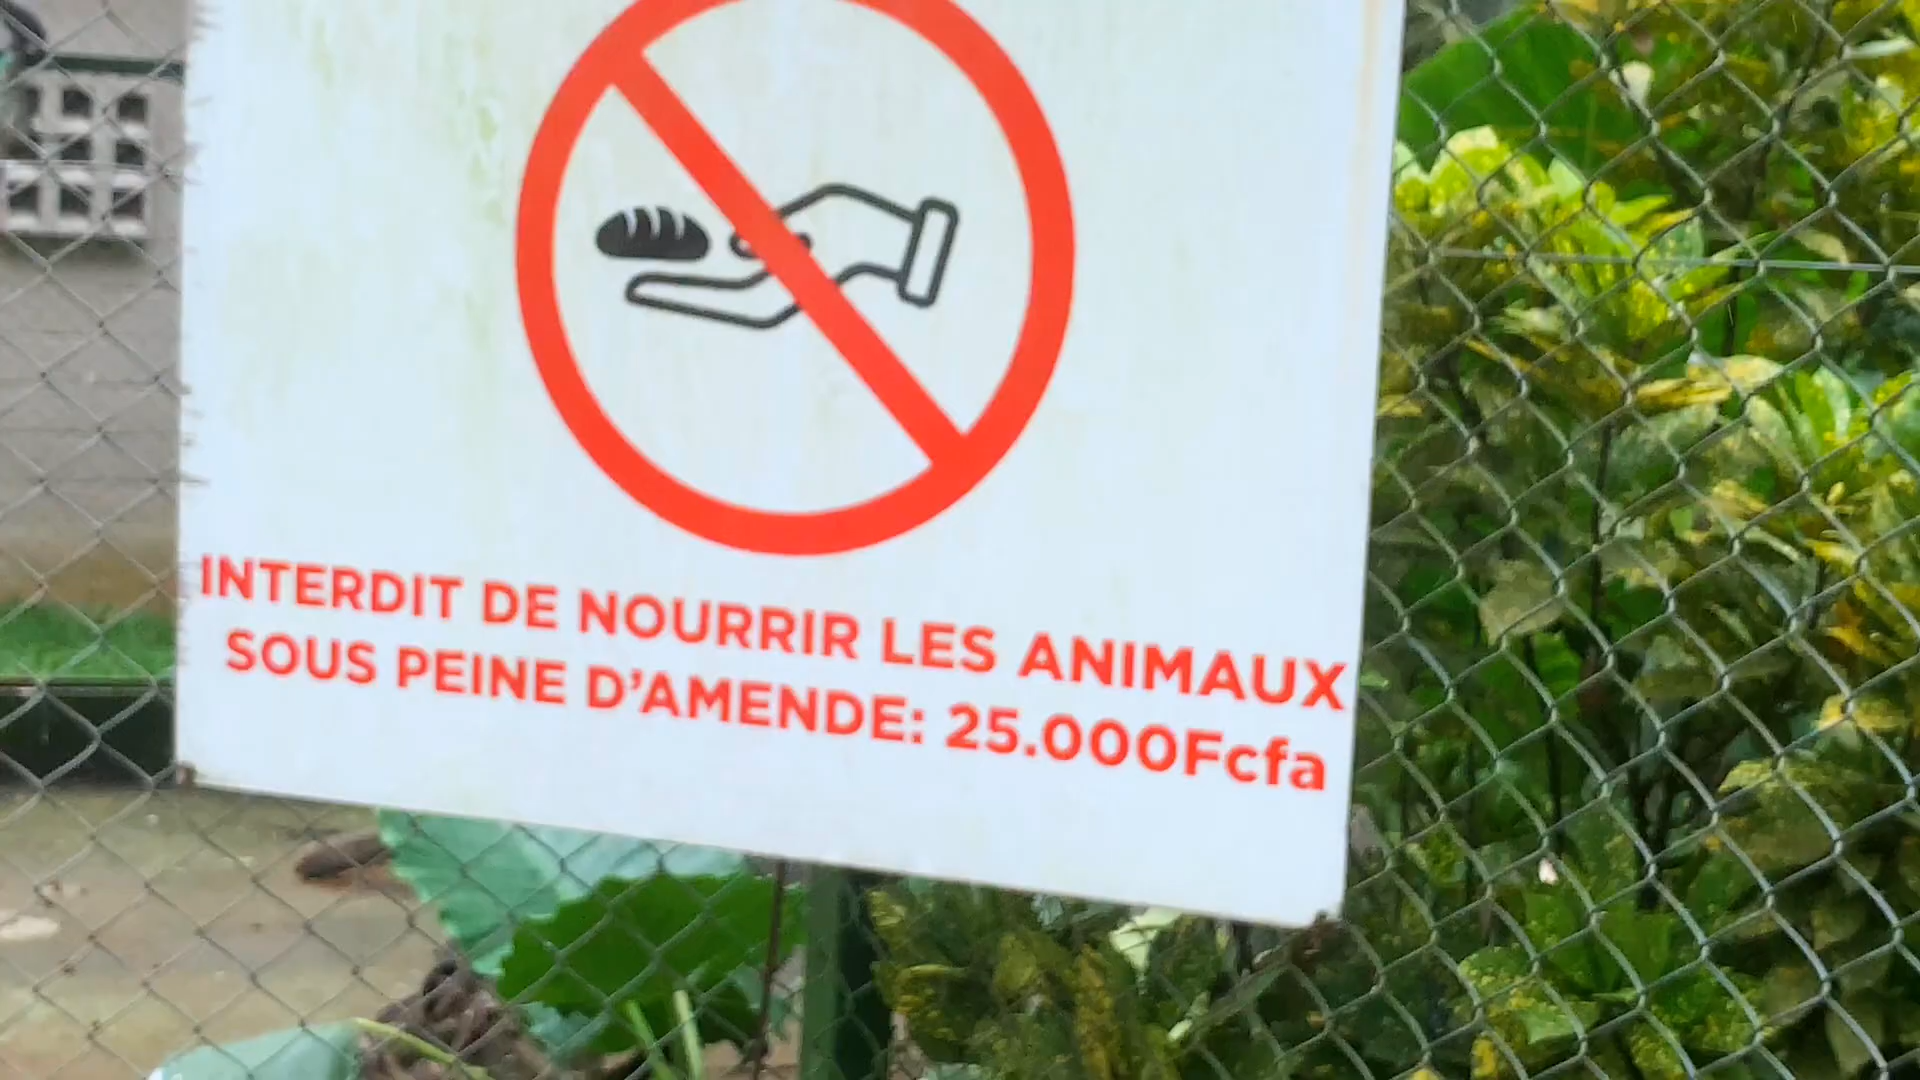 INTERDIT DE NOURRIR LES ANIMAUX
SOUS PEINE D'AMENDE: 25.000Fcfa